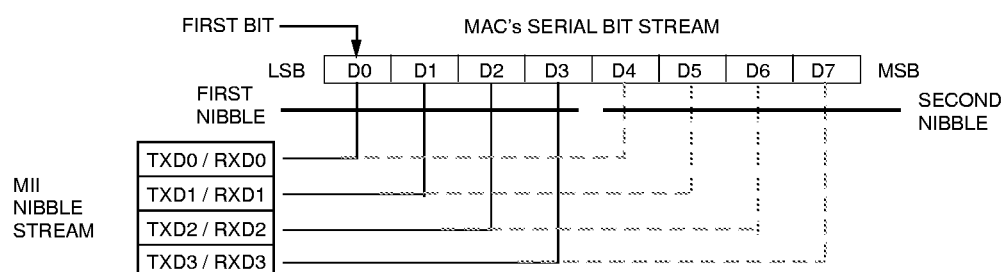 FIRST BIT
MAC's SERIAL BIT STREAM
LSB D0 D1 D2 D3 D4 D5 D6 D7 MSB
FIRST
NIBBLE
SECOND
NIBBLE
MII
NIBBLE
STREAM
TXD0 / RXD0
TXD1 / RXD1
TXD2 / RXD2
TXD3 / RXD3